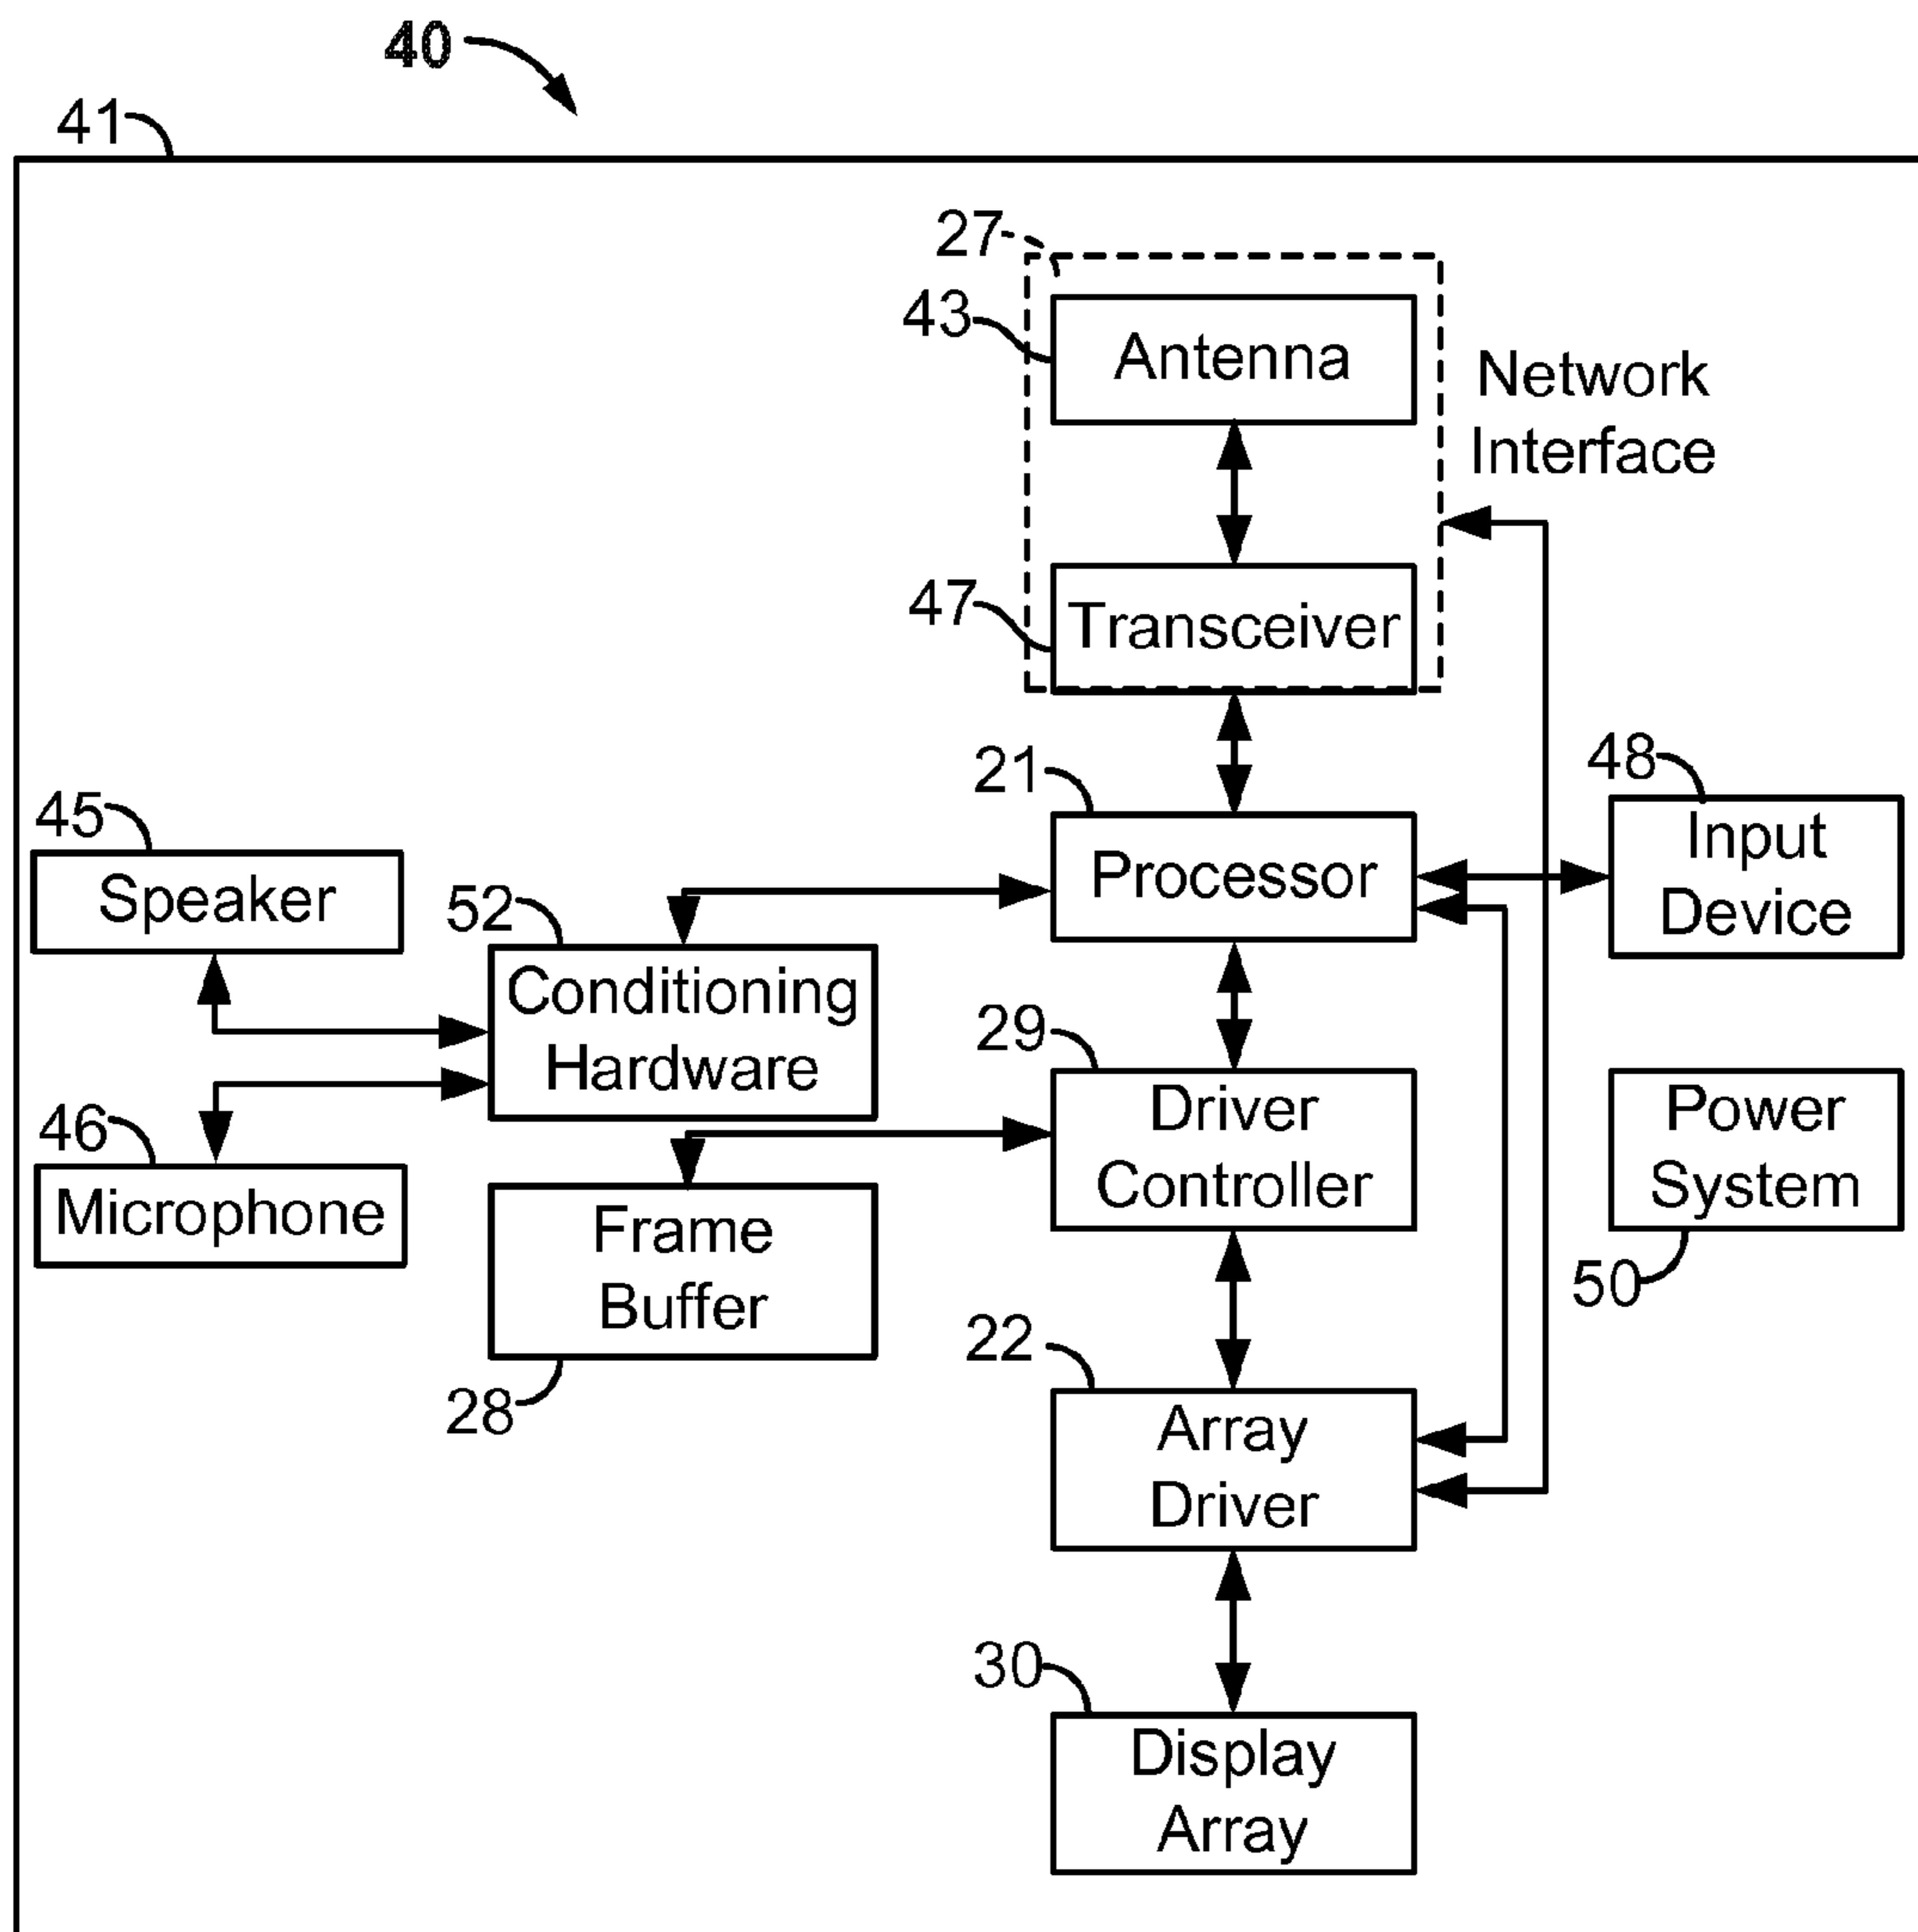 40
41
27
43
Antenna
Network
Interface
47
Transceiver
21
48
45
Processor
Input
Device
Speaker
52
Conditioning
Hardware
29
46
Driver
Controller
Power
System
Microphone
Frame
Buffer
50
22
28
Array
Driver
30
Display
Array